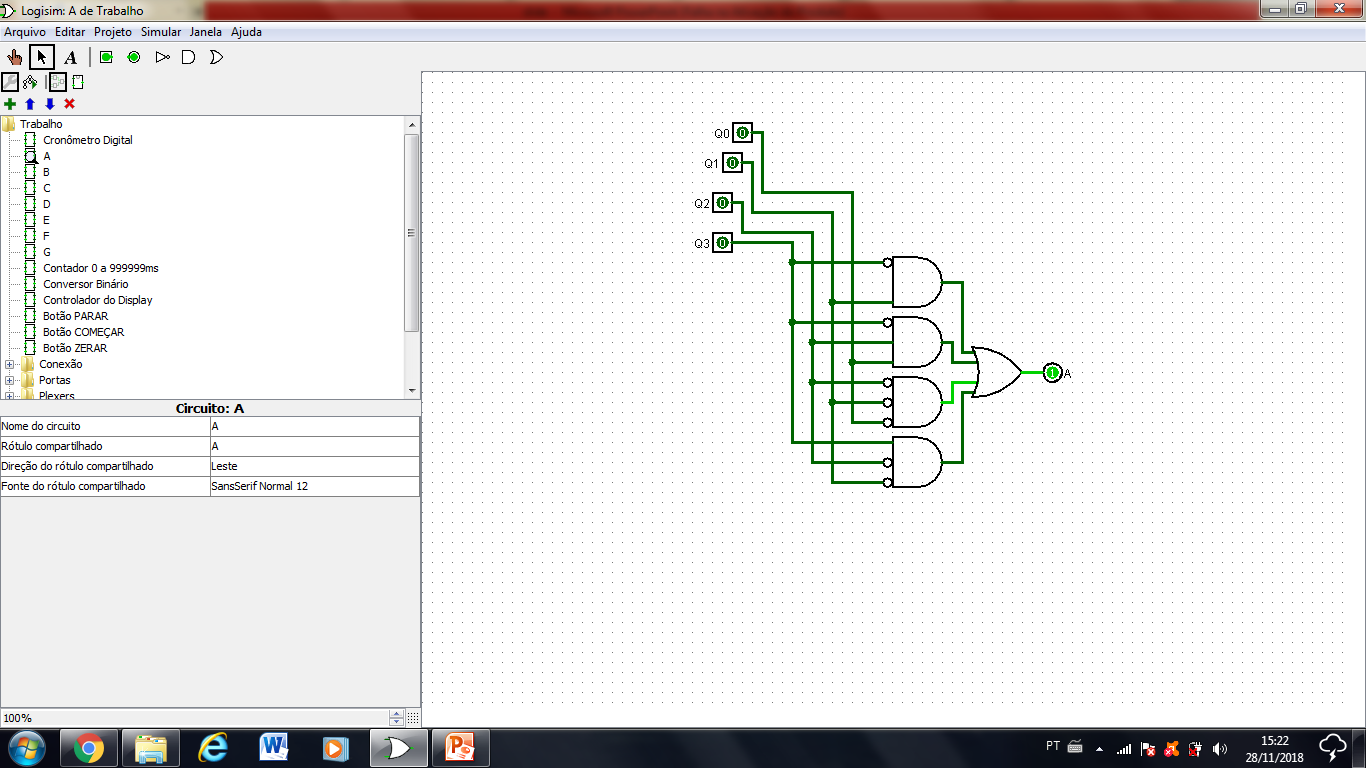 Logisim: A de Trabalho
Arquivo Editar Projeto Simular Janela Ajuda
A
Trabalho
Cronômetro Digital
A
B
C
D
E
F
G
Contador 0 a 999999ms
Conversor Binário
Controlador do Display
Botão PARAR
Botão COMEÇAR
Botão ZERAR
Conexão
Portas
Plexers
Circuito: A
Nome do circuito A
Rótulo compartilhado A
Direção do rótulo compartilhado Leste
Fonte do rótulo compartilhado SansSerif Normal 12
100%
Q0 0
Q1 0
Q2 0
Q3 0
1 A
PT
15:22
28/11/2018